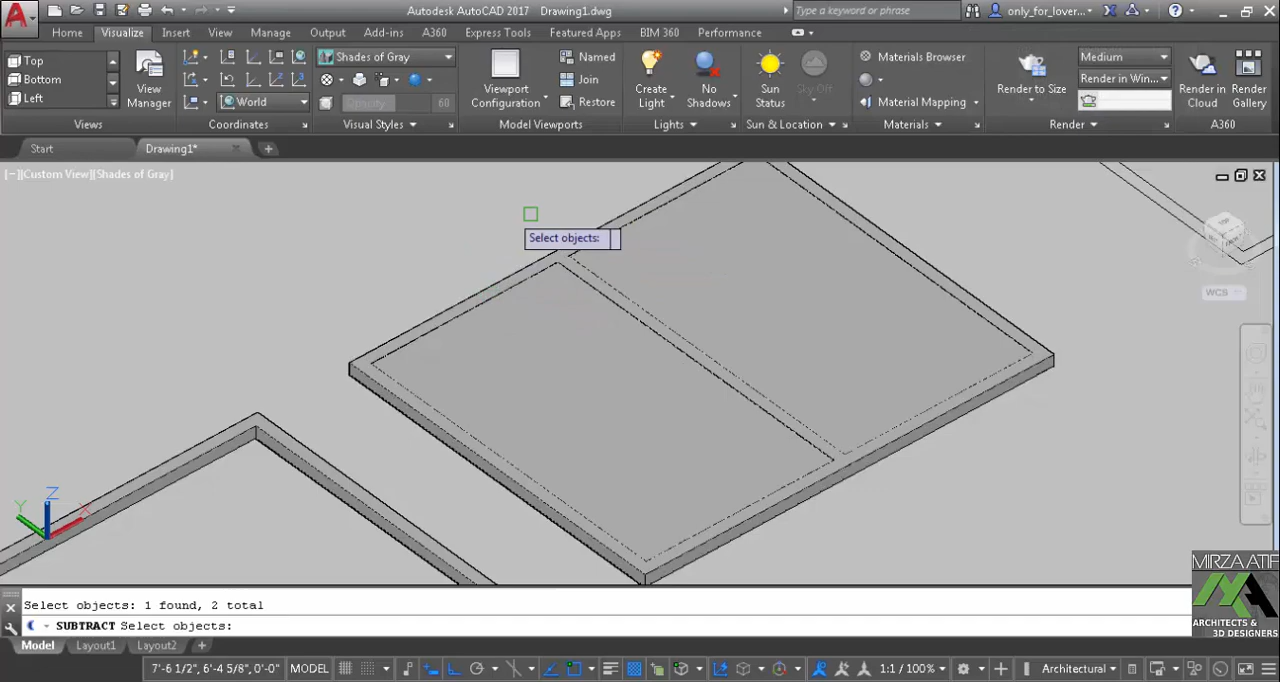 Autodesk AutoCAD 2017 Drawing1.dwg
Type a keyword or phrase
only_for_lover...
Home Visualize Insert View Manage Output Add-ins A360 Express Tools Featured Apps BIM 360 Performance
Top
Bottom
Left
View
Manager
Views
World
Coordinates
Shades of Gray
Opacity 60
Visual Styles
Viewport
Configuration
Named
Join
Restore
Model Viewports
Create
Light
No
Shadows
Lights
Sun
Status
Sky Off
Sun & Location
Materials Browser
Material Mapping
Materials
Render to Size
Medium
Render in Win...
Render
Render in
Cloud
Render
Gallery
A360
Start
Drawing1*
[−][Custom View][Shades of Gray]
Select objects:
TOP
WCS
Z
Y
X
MIRZA ATIF
MA
ARCHITECTS &
3D DESIGNERS
Select objects: 1 found, 2 total
SUBTRACT Select objects:
Model Layout1 Layout2 +
7'-6 1/2", 6'-4 5/8", 0'-0" MODEL 1:1 / 100% Architectural